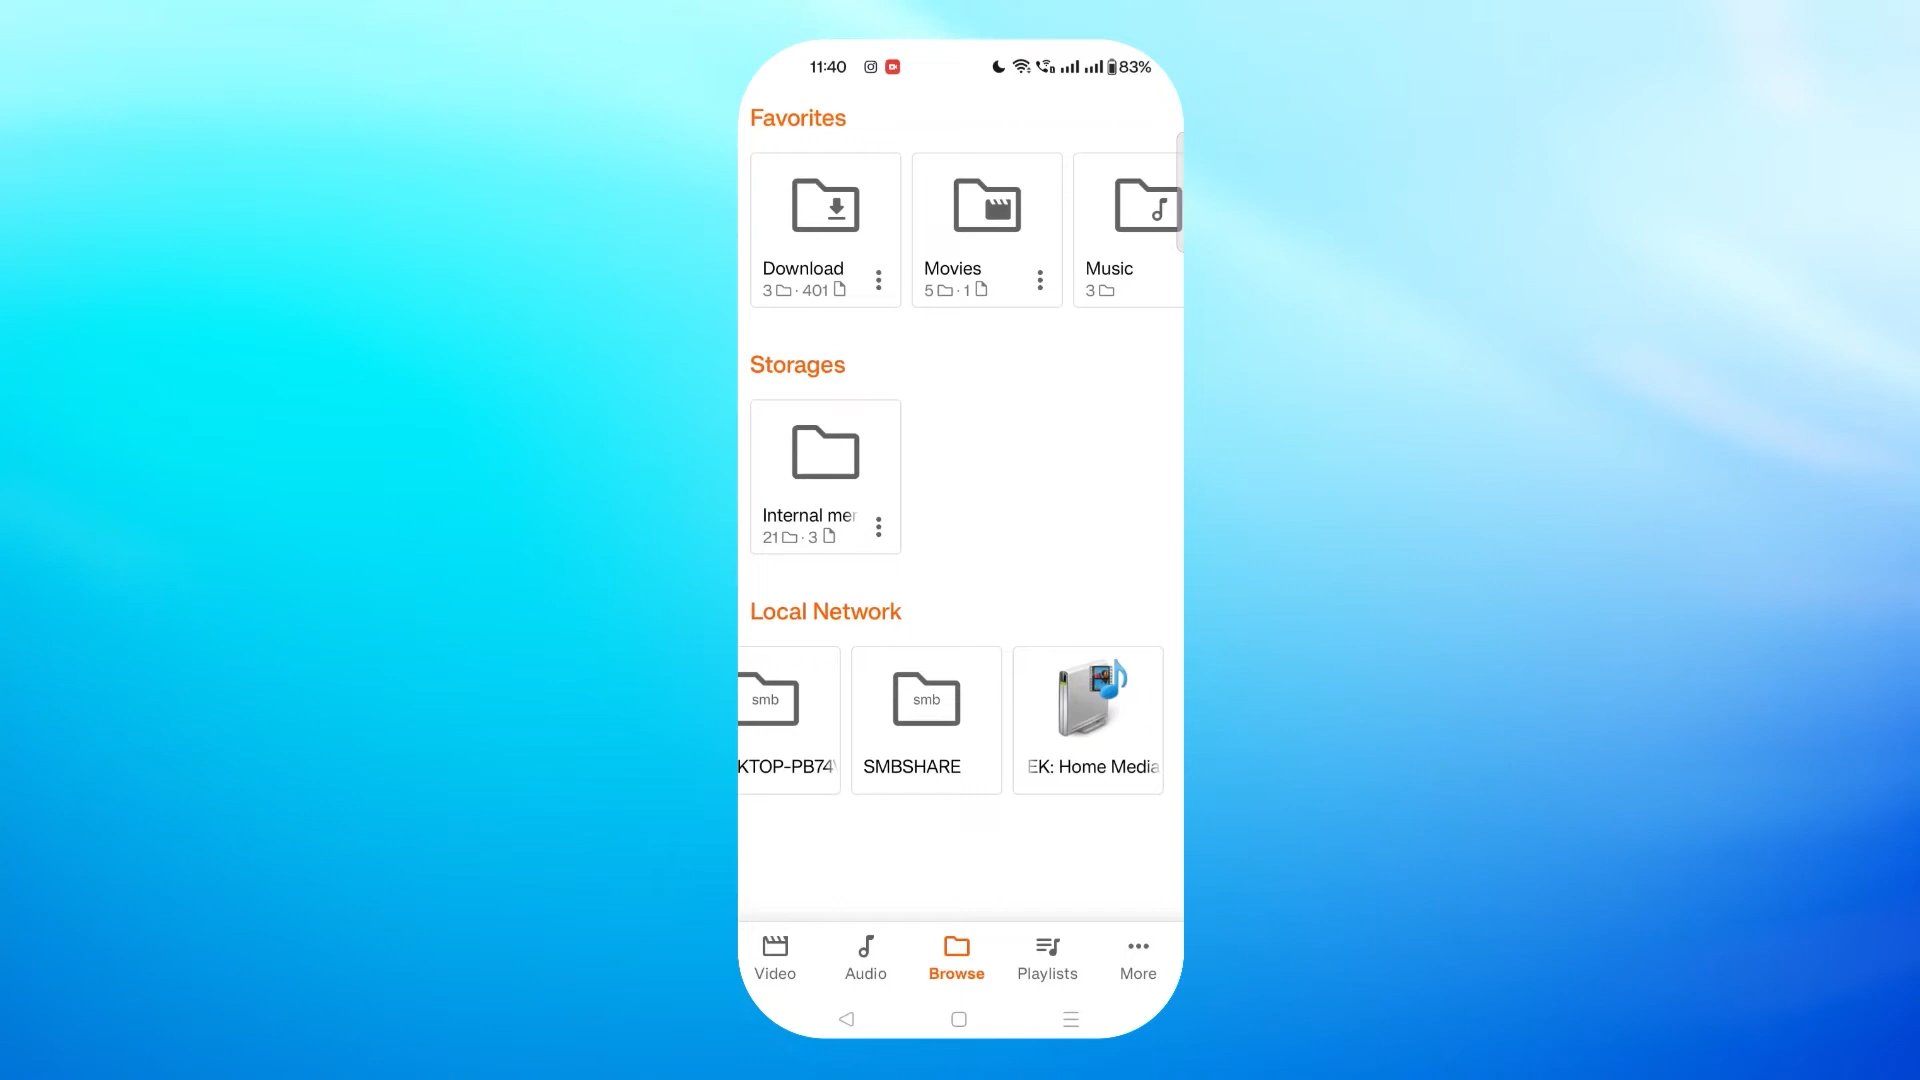 11:40
83%
Favorites
Download
3 · 401
Movies
5 · 1
Music
3
Storages
Internal mer
21 · 3
Local Network
smb
KTOP-PB74
smb
SMBSHARE
EK: Home Media
Video
Audio
Browse
Playlists
More